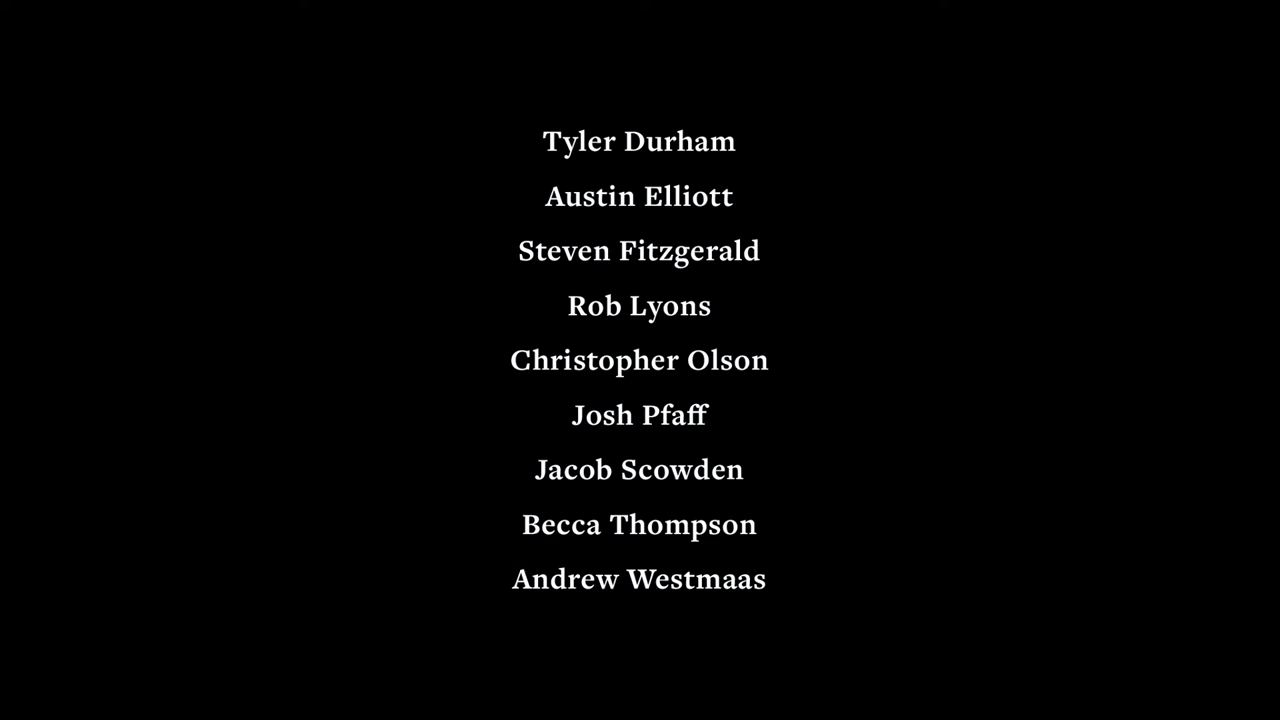 Tyler Durham
Austin Elliott
Steven Fitzgerald
Rob Lyons
Christopher Olson
Josh Pfaff
Jacob Scowden
Becca Thompson
Andrew Westmaas